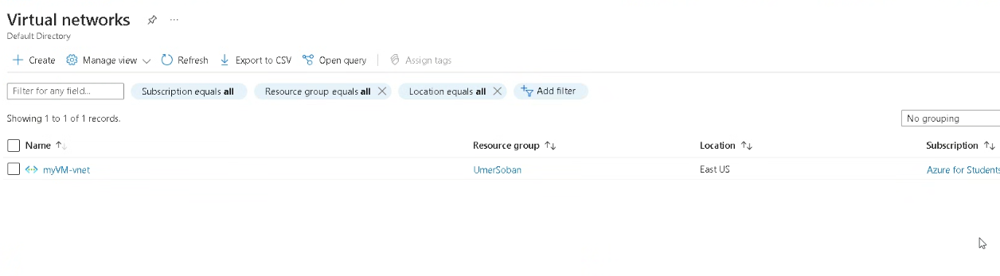 Virtual networks
Default Directory
Create Manage view Refresh Export to CSV Open query Assign tags
Filter for any field... Subscription equals all Resource group equals all Location equals all Add filter
Showing 1 to 1 of 1 records.
No grouping
Name Resource group Location Subscription
myVM-vnet UmerSoban East US Azure for Students